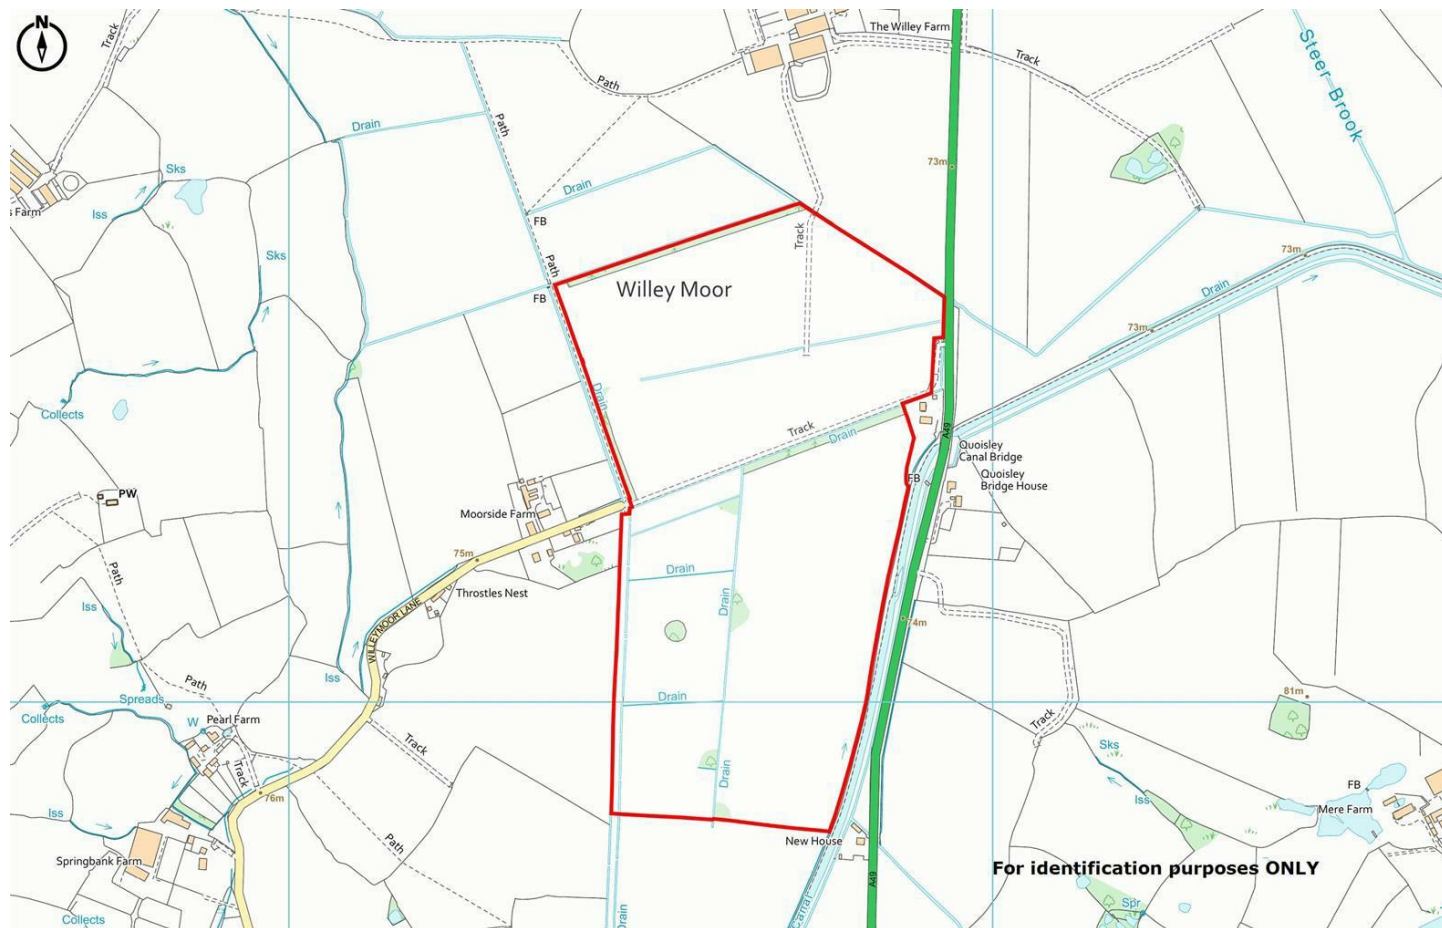 N
Track
The Willey Farm
Track
Path
Steer Brook
Drain
Path
73m
Sks
Drain
Iss
s Farm
FB
Track
Sks
Path
73m
Willey Moor
FB
Drain
73m
Drain
Collects
Track
Drain
A49
Quoisley
Canal Bridge
FB
Quoisley
Bridge House
PW
Moorside Farm
75m
Drain
Path
Throstles Nest
Drain
Iss
WILLEYMOOR LANE
74m
Iss
Path
Spreads
Drain
81m
Collects
W
Pearl Farm
Track
Track
Sks
Track
Drain
76m
Iss
Iss
FB
Mere Farm
Path
New House
Springbank Farm
For identification purposes ONLY
A49
Collects
Drain
Canal
Spr